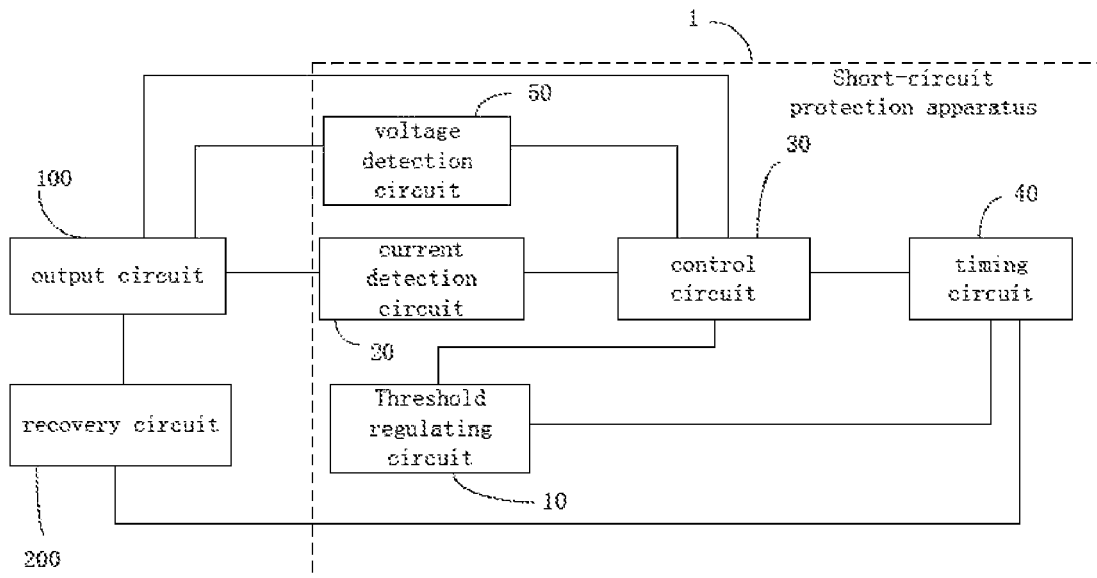 1
Short-circuit
protection apparatus
50
voltage
detection
circuit
30
100
40
output circuit
current
detection
circuit
control
circuit
timing
circuit
20
recovery circuit
Threshold
regulating
circuit
10
200